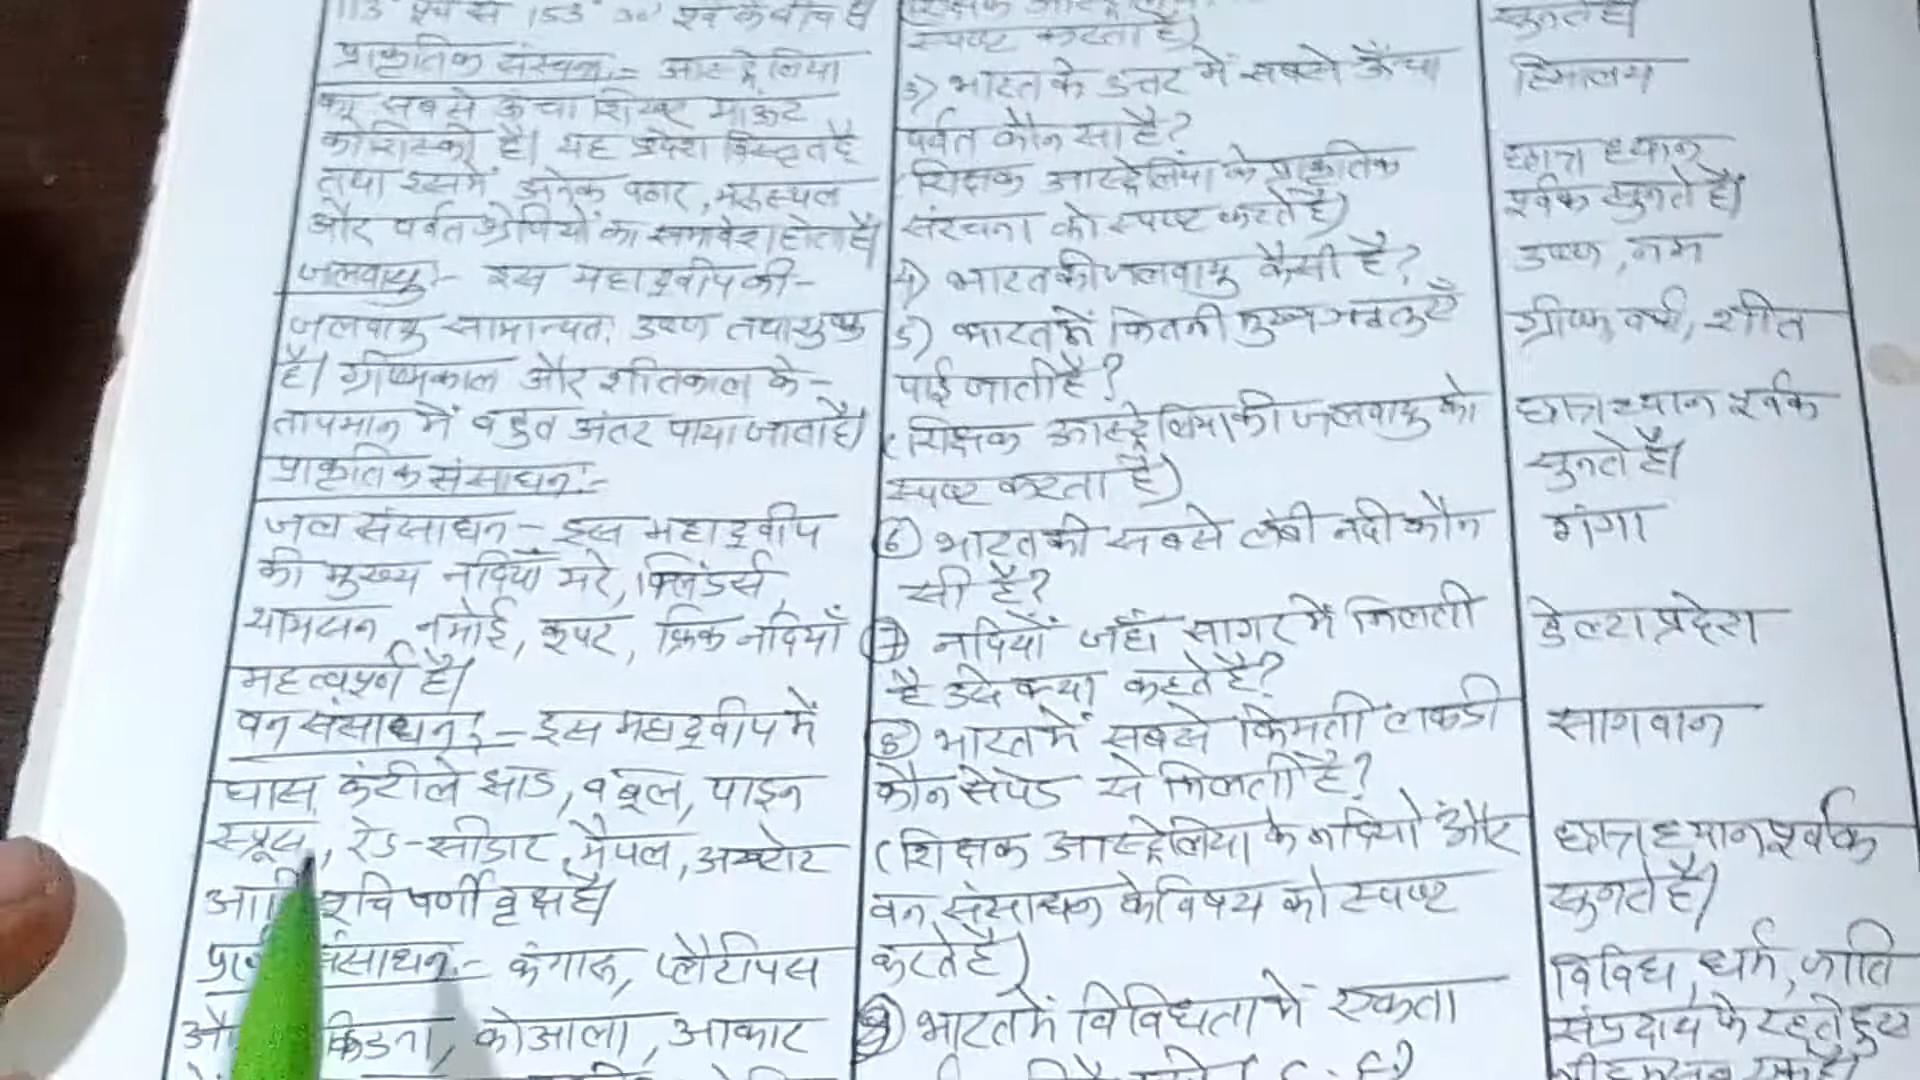 113° पूर्व से 153° 30' पूर्व के बीच है
प्राकृतिक संरचना:- आस्ट्रेलिया
का सबसे ऊंचा शिखर माऊंट
कोशिस्को है। यह प्रदेश विस्तृत है
तथा इसमें अनेक पठार, मरुस्थल
और पर्वत श्रेणियों का समावेश होता है।
जलवायु:- इस महाद्वीप की-
जलवायु सामान्यत: उष्ण तथा शुष्क
है। ग्रीष्मकाल और शीतकाल के-
तापमान में बहुत अंतर पाया जाता है।
प्राकृतिक संसाधन:-
जल संसाधन- इस महाद्वीप
की मुख्य नदियाँ मरे, फ्लिंडर्स,
थामसन, नमोई, कूपर, क्रिक नदियाँ
महत्वपूर्ण है।
वन संसाधन:- इस महाद्वीप में
घास, कंटीले झाड, बबूल, पाइन
स्प्रूस, रेड-सीडार, मैपल, अखरोट
शूचि पर्णी वृक्ष है।
संसाधन:- कंगारू, प्लैटीपस
किडना, कोआला, आकार
स्पष्ट करता है)
3) भारत के उत्तर में सबसे ऊँचा
पर्वत कौन सा है?
(शिक्षक आस्ट्रेलिया के प्राकृतिक
संरचना को स्पष्ट करते है)
4) भारत की जलवायु कैसी है?
5) भारत में कितनी मुख्य ऋतुएँ
पाई जाती है?
(शिक्षक आस्ट्रेलिया की जलवायु को
स्पष्ट करता है)
6) भारत की सबसे लंबी नदी कौन
सी है?
7) नदियाँ जहाँ सागर में मिलती
है उसे क्या कहते है?
8) भारत में सबसे किमती लकडी
कौन से पेड से मिलती है?
(शिक्षक आस्ट्रेलिया के नदियो और
वन संसाधन के विषय को स्पष्ट
करते है)
9) भारत में विविधता में एकता
सुनते है
हिमालय
छात्र ध्यान
पूर्वक सुनते है।
उष्ण, नम
ग्रीष्म, वर्षा, शीत
छात्र ध्यान पूर्वक
सुनते है।
गंगा
डेल्टा प्रदेश
सागवान
छात्र ध्यान पूर्वक
सुनते है।
विविध, धर्म, जाति
संप्रदाय के रहते हुए